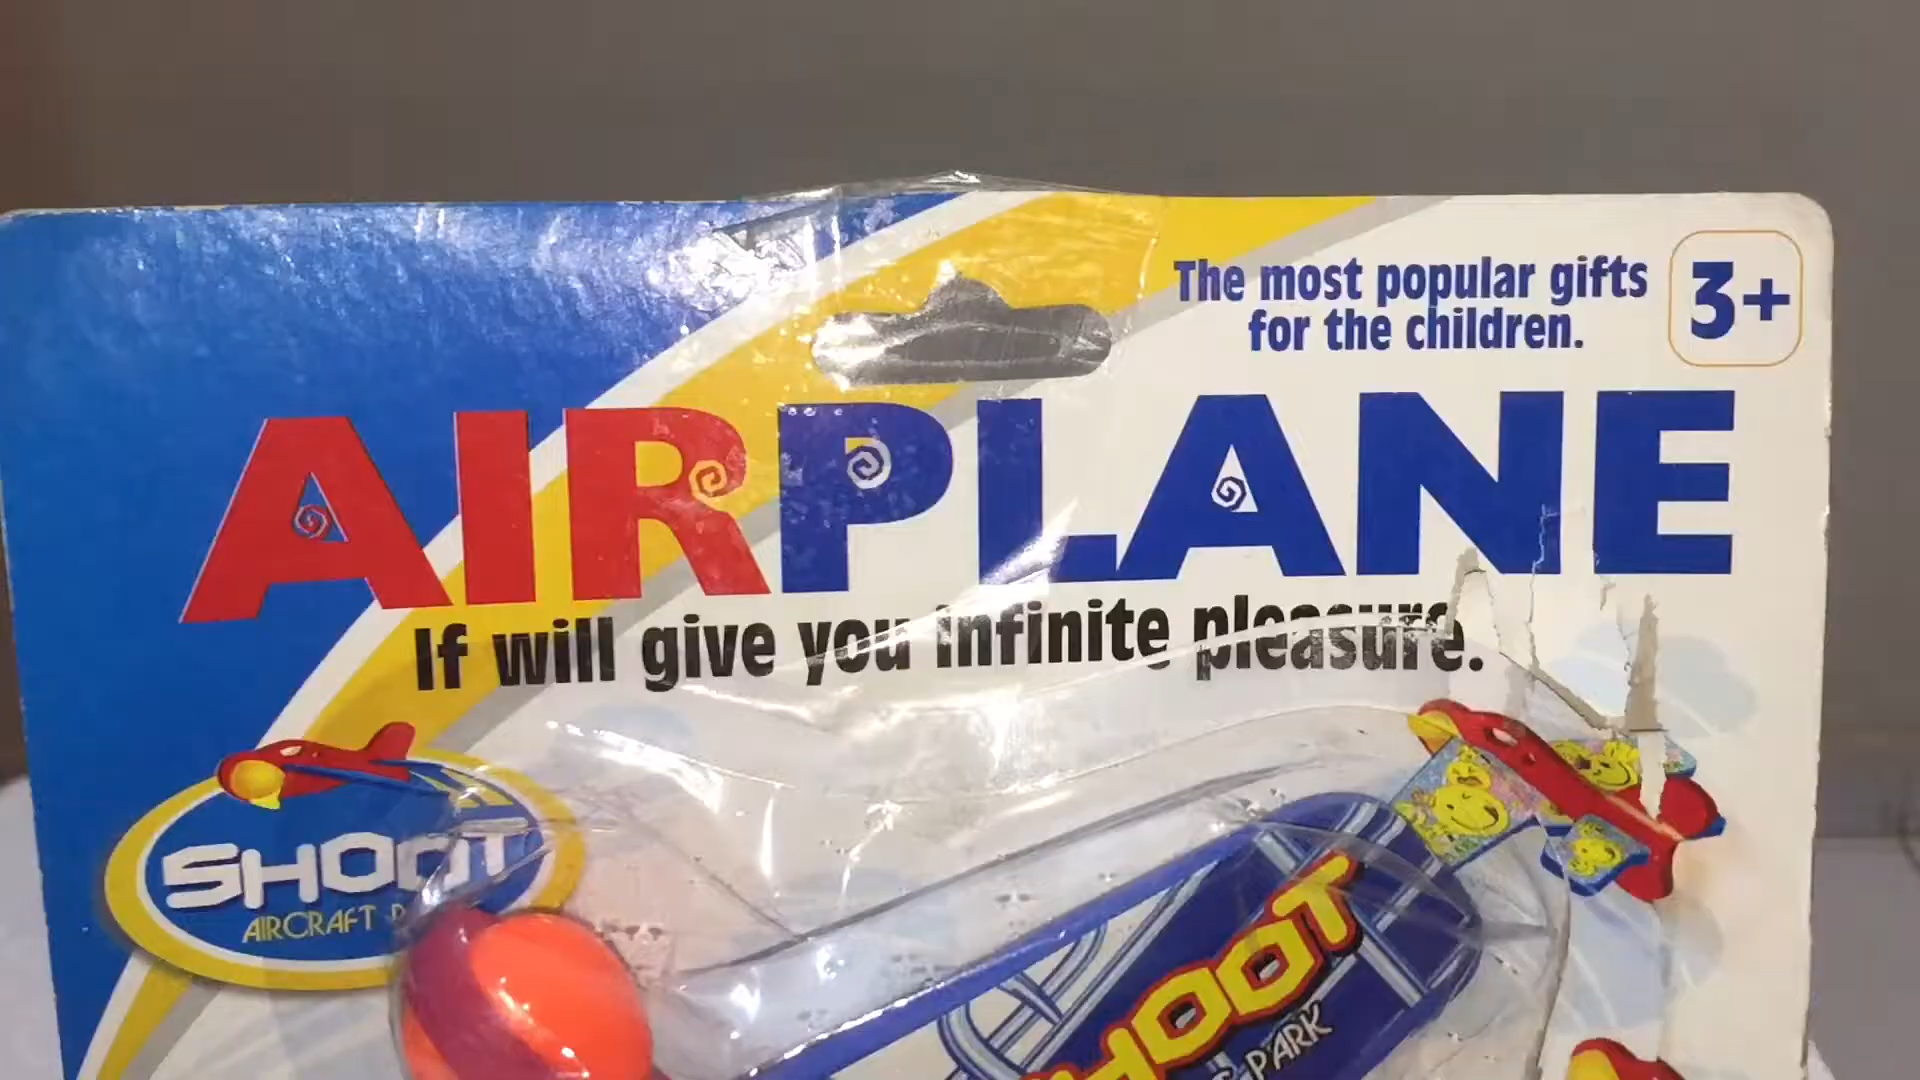 The most popular gifts
for the children.
3+
AIRPLANE
If will give you infinite pleasure.
SHOOT
AIRCRAFT
SHOOT
PARK